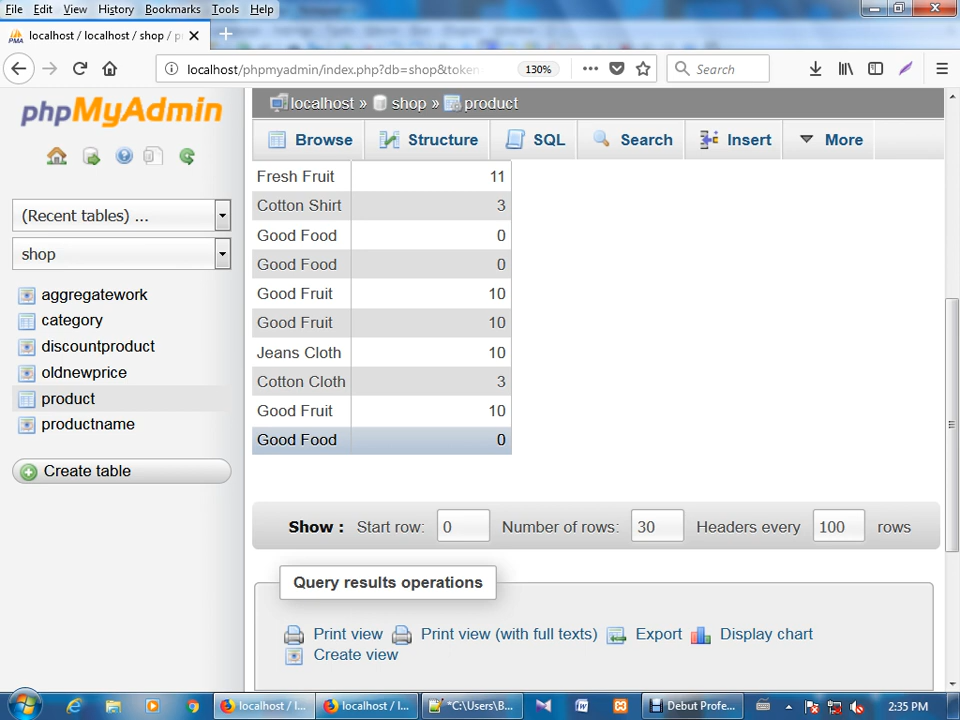 File Edit View History Bookmarks Tools Help
PMA localhost / localhost / shop / p
localhost/phpmyadmin/index.php?db=shop&token 130% Search
phpMyAdmin
localhost » shop » product
Browse Structure SQL Search Insert More
(Recent tables) ...
shop
aggregatework
category
discountproduct
oldnewprice
product
productname
Create table
Fresh Fruit 11
Cotton Shirt 3
Good Food 0
Good Food 0
Good Fruit 10
Good Fruit 10
Jeans Cloth 10
Cotton Cloth 3
Good Fruit 10
Good Food 0
Show : Start row: 0 Number of rows: 30 Headers every 100 rows
Query results operations
Print view Print view (with full texts) Export Display chart
Create view
localhost / l... localhost / l... *C:\Users\B... Debut Profe... 2:35 PM